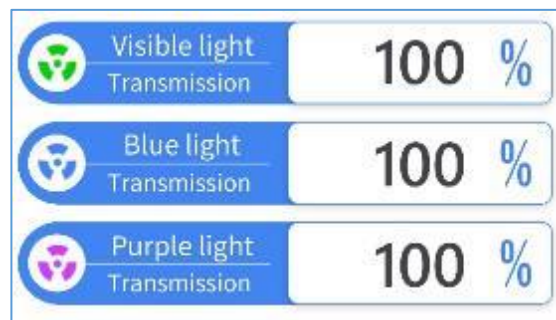 Visible light
Transmission
100 %
Blue light
Transmission
100 %
Purple light
Transmission
100 %